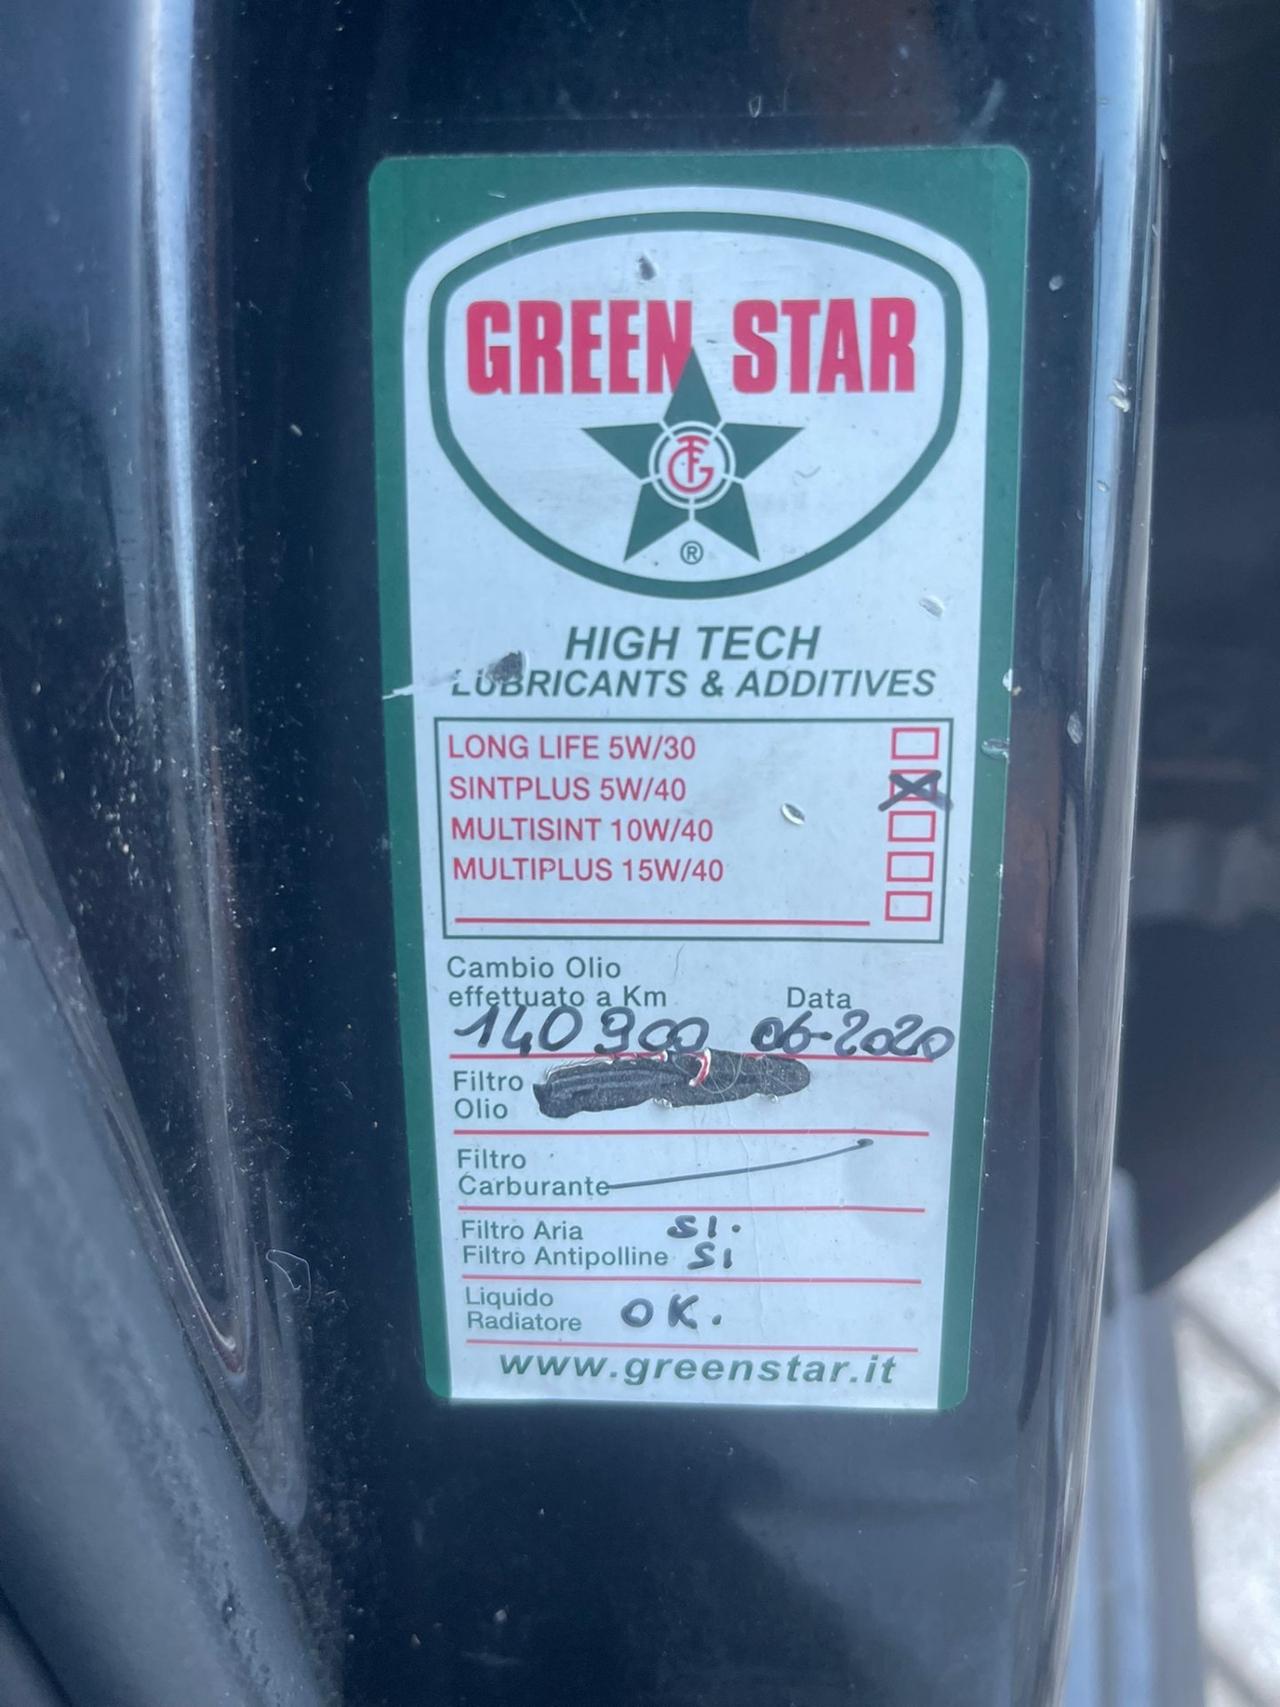 GREEN STAR
TFG
®
HIGH TECH
LUBRICANTS & ADDITIVES
LONG LIFE 5W/30
SINTPLUS 5W/40
MULTISINT 10W/40
MULTIPLUS 15W/40
Cambio Olio
effettuato a Km Data
140900 06-2020
Filtro
Olio
Filtro
Carburante
Filtro Aria SI.
Filtro Antipolline SI
Liquido
Radiatore OK.
www.greenstar.it